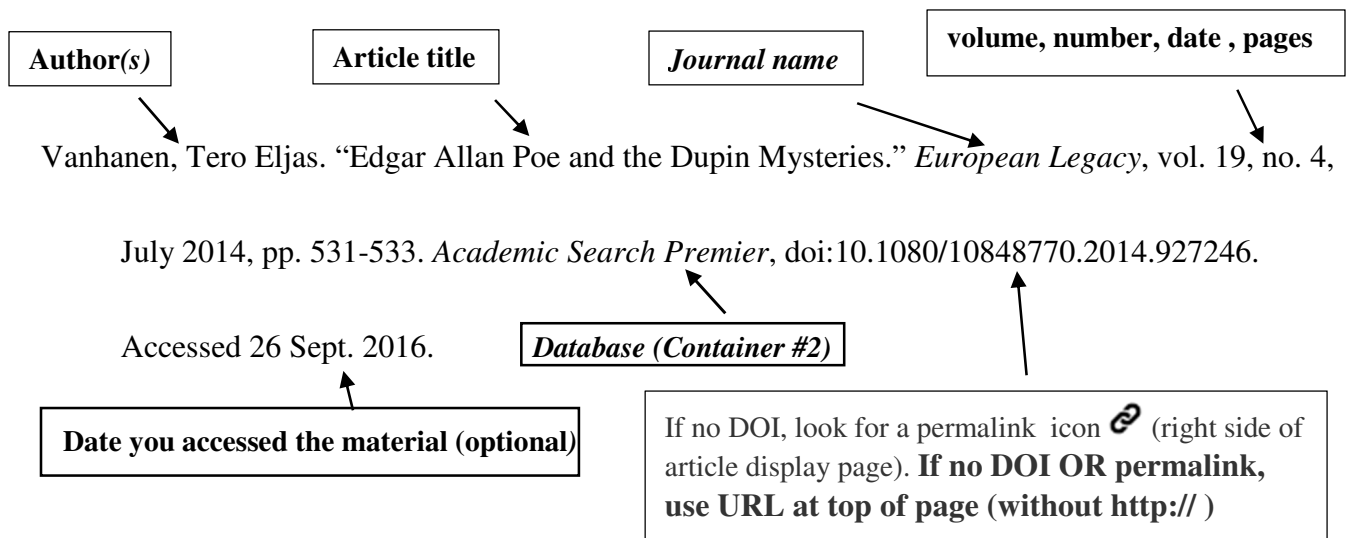 Author(s)
Article title
Journal name
volume, number, date , pages
Vanhanen, Tero Eljas. “Edgar Allan Poe and the Dupin Mysteries.” European Legacy, vol. 19, no. 4,
July 2014, pp. 531-533. Academic Search Premier, doi:10.1080/10848770.2014.927246.
Accessed 26 Sept. 2016.
Database (Container #2)
Date you accessed the material (optional)
If no DOI, look for a permalink icon (right side of
article display page). If no DOI OR permalink,
use URL at top of page (without http:// )